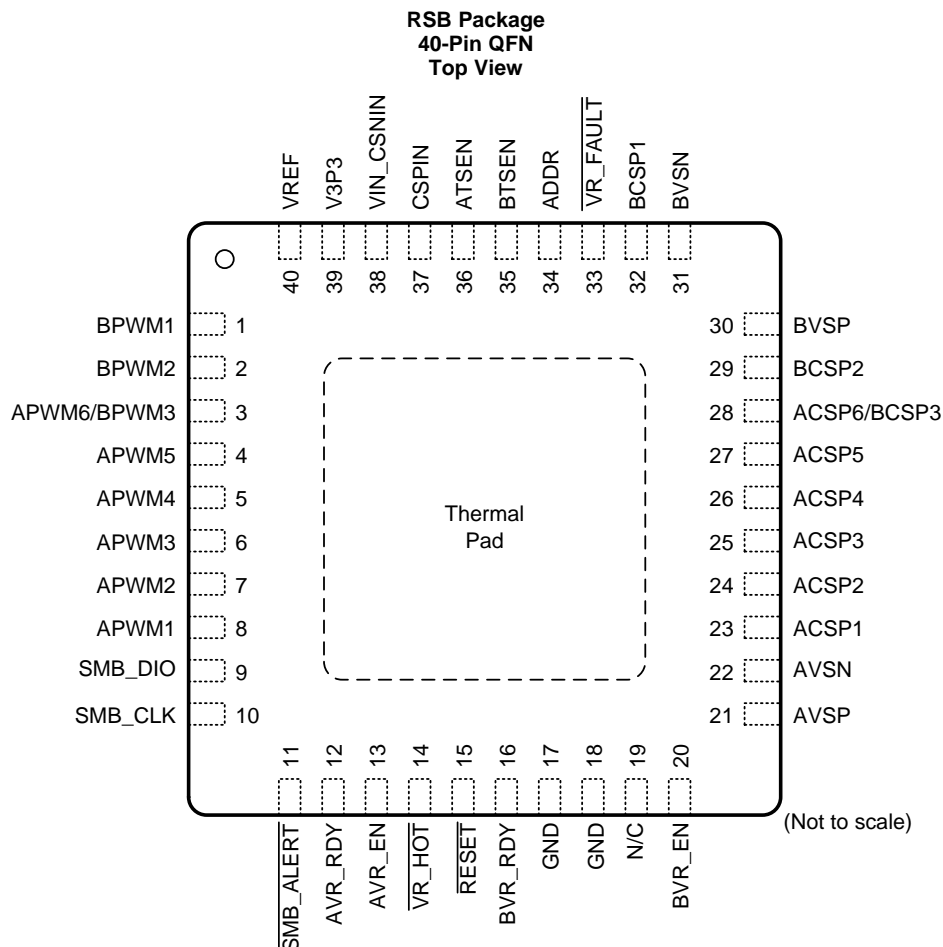 RSB Package
40-Pin QFN
Top View
VREF
V3P3
VIN_CSNIN
CSPIN
ATSEN
BTSEN
ADDR
VR_FAULT
BCSP1
BVSN
40
39
38
37
36
35
34
33
32
31
BPWM1 1
BPWM2 2
APWM6/BPWM3 3
APWM5 4
APWM4 5
APWM3 6
APWM2 7
APWM1 8
SMB_DIO 9
SMB_CLK 10
Thermal
Pad
30 BVSP
29 BCSP2
28 ACSP6/BCSP3
27 ACSP5
26 ACSP4
25 ACSP3
24 ACSP2
23 ACSP1
22 AVSN
21 AVSP
11
12
13
14
15
16
17
18
19
20
SMB_ALERT
AVR_RDY
AVR_EN
VR_HOT
RESET
BVR_RDY
GND
GND
N/C
BVR_EN
(Not to scale)